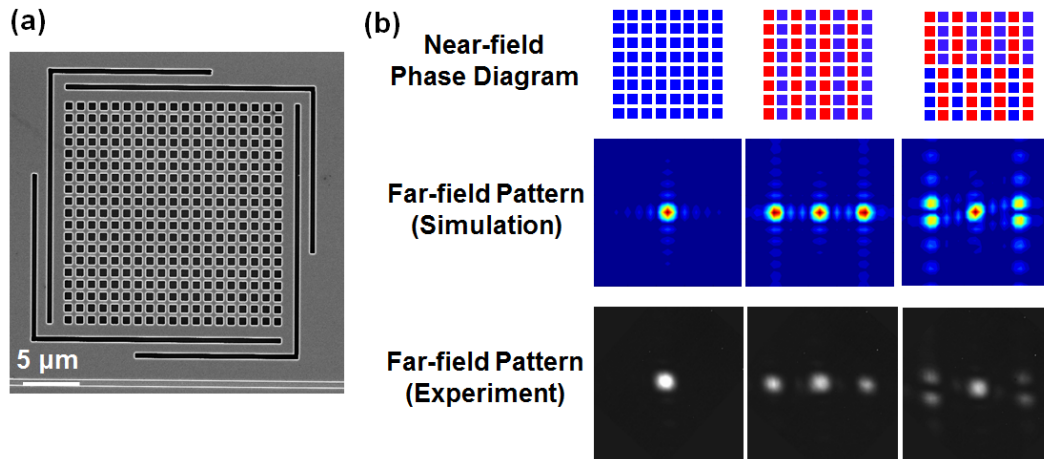 (a)
5 μm
(b)
Near-field
Phase Diagram
Far-field Pattern
(Simulation)
Far-field Pattern
(Experiment)